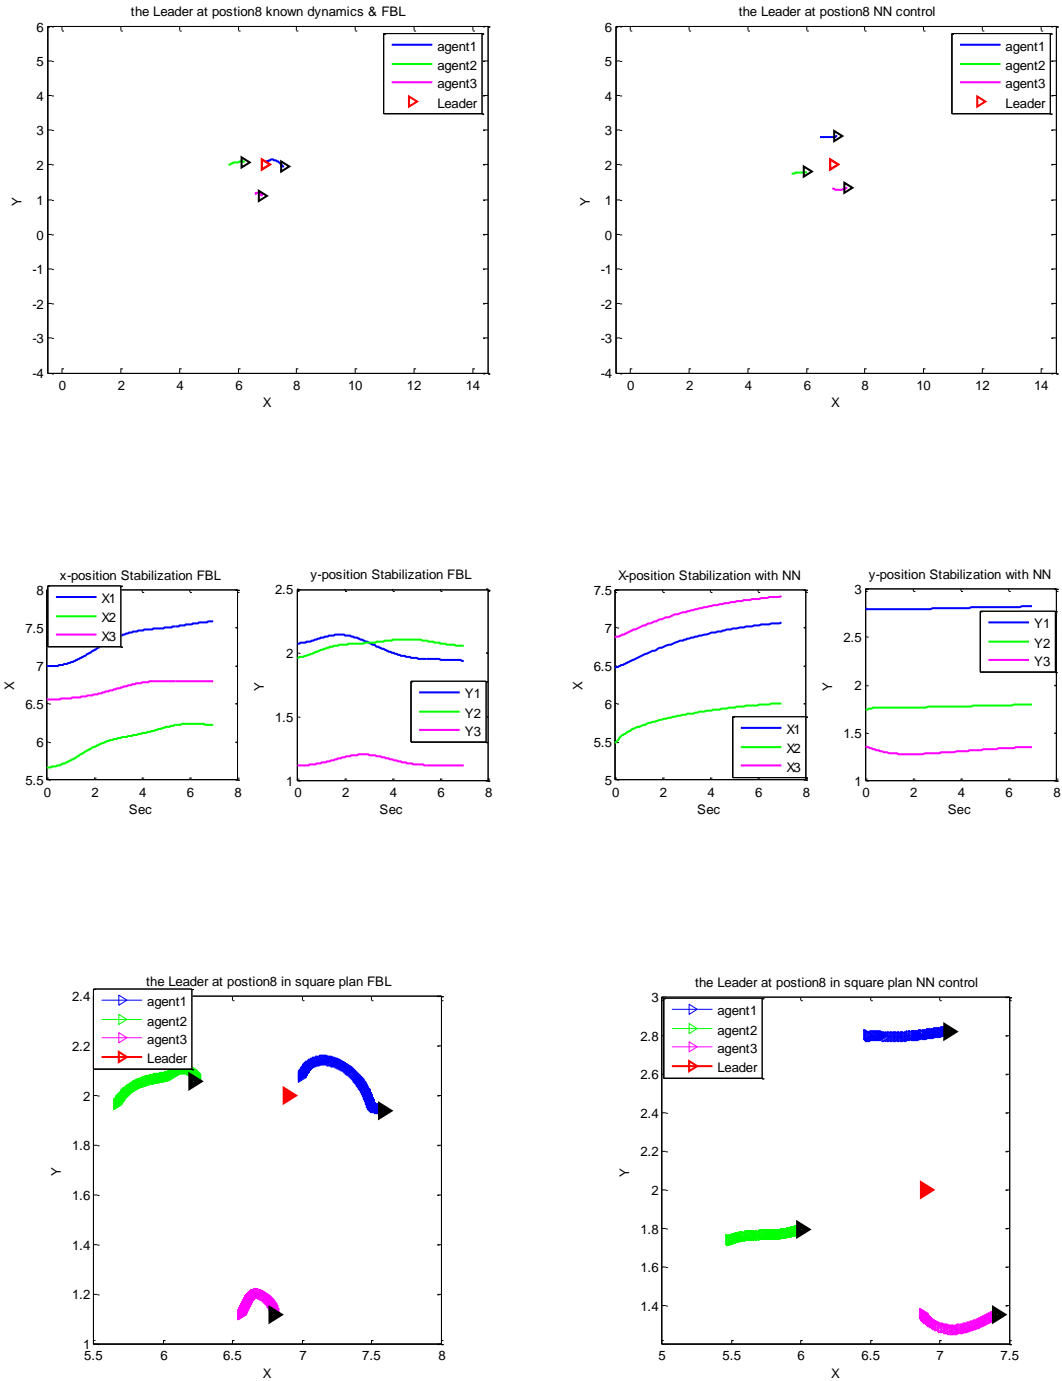 the Leader at postion8 known dynamics & FBL
6
5
4
3
2
1
0
-1
-2
-3
-4
0 2 4 6 8 10 12 14
X
Y
agent1
agent2
agent3
Leader
the Leader at postion8 NN control
6
5
4
3
2
1
0
-1
-2
-3
-4
0 2 4 6 8 10 12 14
X
Y
agent1
agent2
agent3
Leader
x-position Stabilization FBL
8
7.5
7
6.5
6
5.5
0 2 4 6 8
Sec
X
X1
X2
X3
y-position Stabilization FBL
2.5
2
1.5
1
0 2 4 6 8
Sec
Y
Y1
Y2
Y3
X-position Stabilization with NN
7.5
7
6.5
6
5.5
5
0 2 4 6 8
Sec
X
X1
X2
X3
y-position Stabilization with NN
3
2.5
2
1.5
1
0 2 4 6 8
Sec
Y
Y1
Y2
Y3
the Leader at postion8 in square plan FBL
2.4
2.2
2
1.8
1.6
1.4
1.2
1
5.5 6 6.5 7 7.5 8
X
Y
agent1
agent2
agent3
Leader
the Leader at postion8 in square plan NN control
3
2.8
2.6
2.4
2.2
2
1.8
1.6
1.4
5 5.5 6 6.5 7 7.5
X
Y
agent1
agent2
agent3
Leader